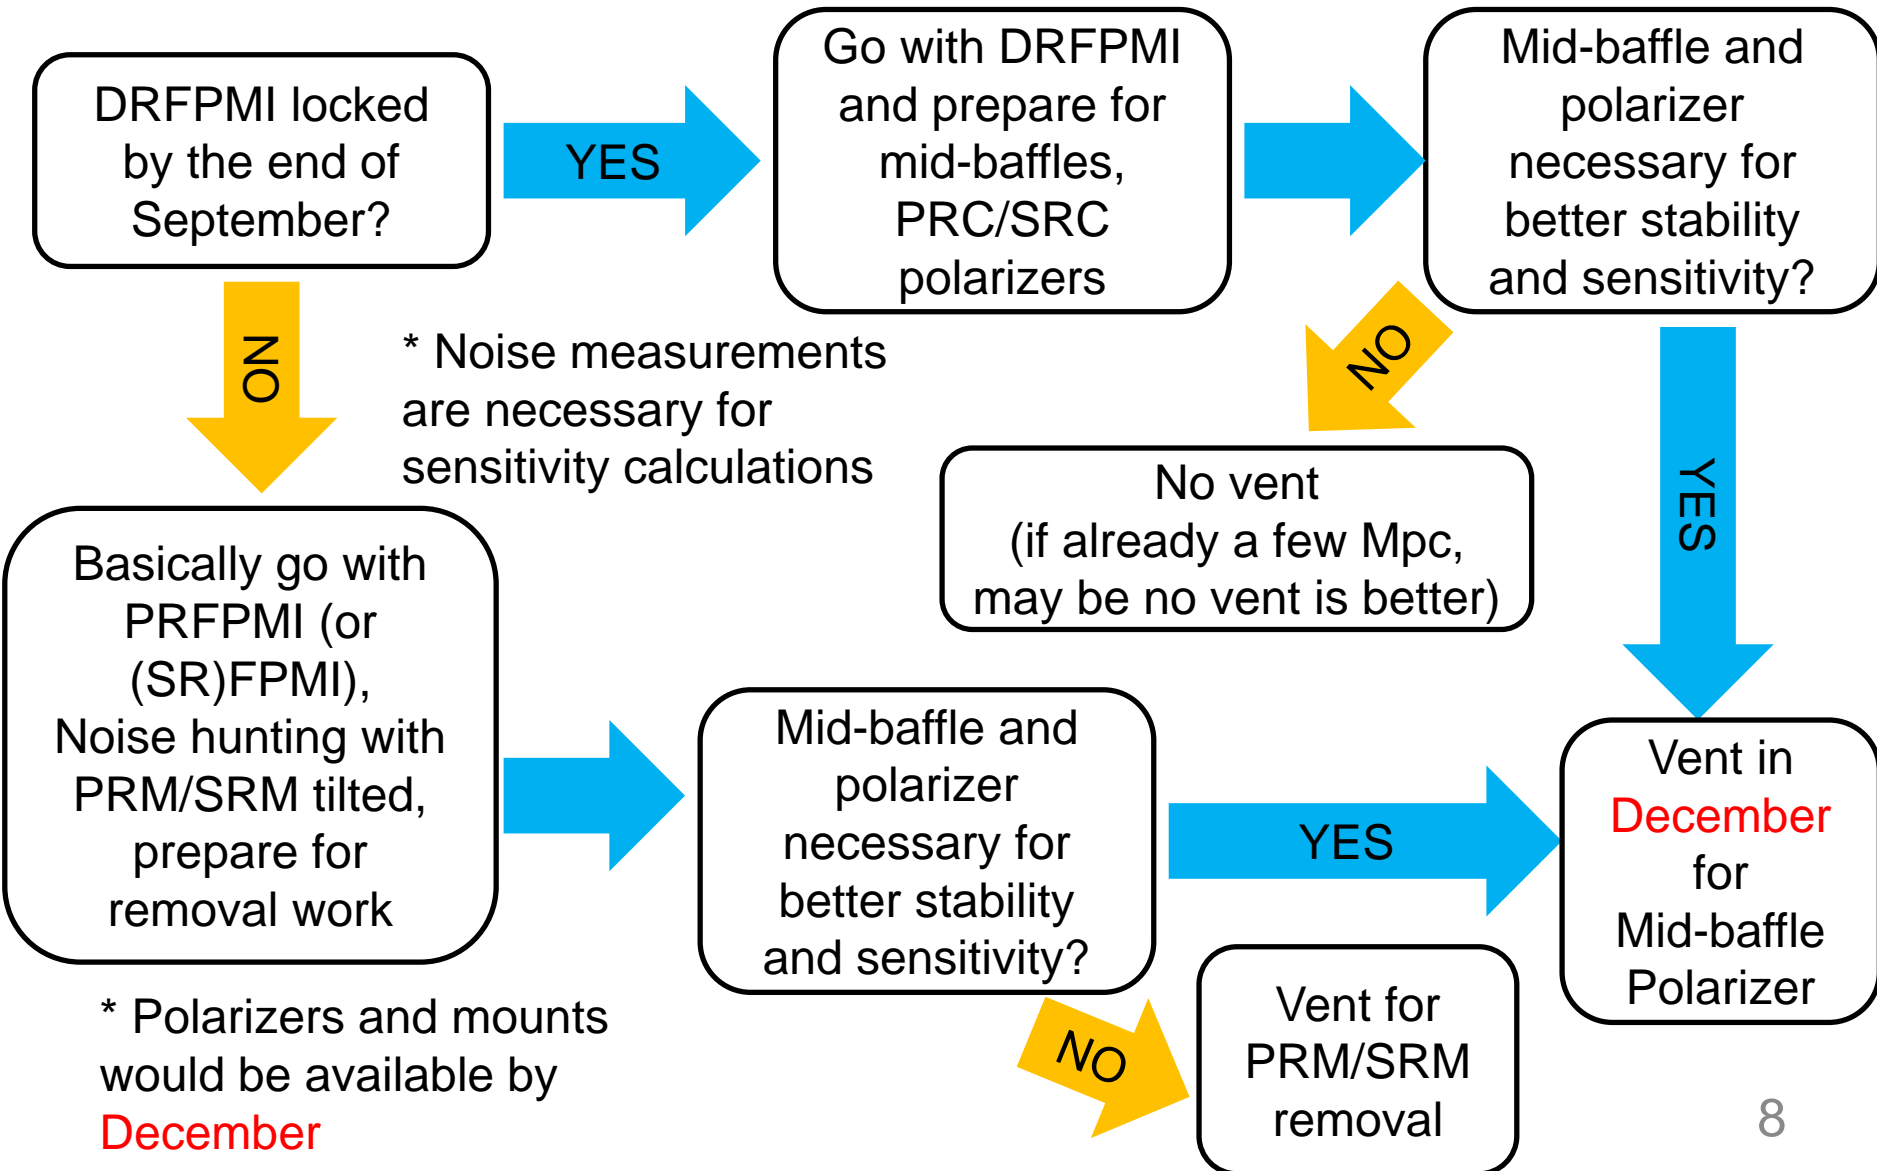 DRFPMI locked
by the end of
September?
YES
Go with DRFPMI
and prepare for
mid-baffles,
PRC/SRC
polarizers
Mid-baffle and
polarizer
necessary for
better stability
and sensitivity?
NO
* Noise measurements
are necessary for
sensitivity calculations
NO
YES
No vent
(if already a few Mpc,
may be no vent is better)
Basically go with
PRFPMI (or
(SR)FPMI),
Noise hunting with
PRM/SRM tilted,
prepare for
removal work
Mid-baffle and
polarizer
necessary for
better stability
and sensitivity?
YES
Vent in
December
for
Mid-baffle
Polarizer
NO
Vent for
PRM/SRM
removal
* Polarizers and mounts
would be available by
December
8